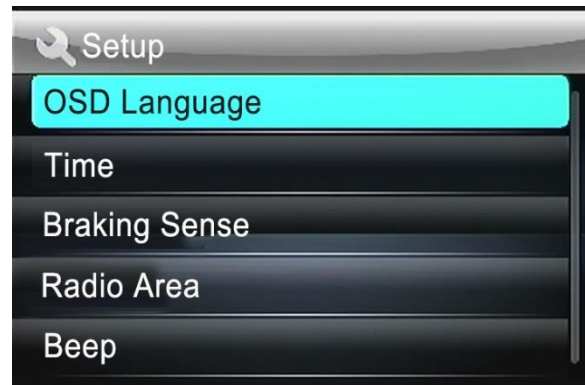 Setup
OSD Language
Time
Braking Sense
Radio Area
Beep